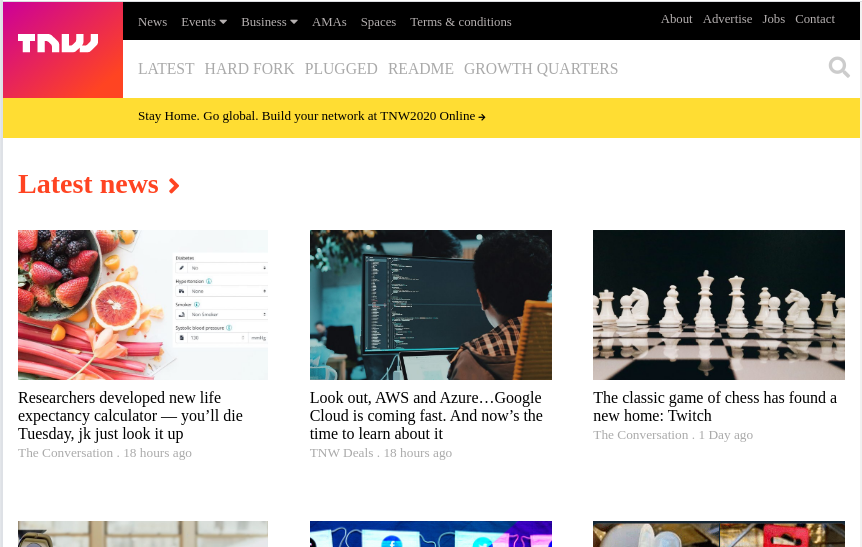 TNW
News Events Business AMAs Spaces Terms & conditions
About Advertise Jobs Contact
LATEST HARD FORK PLUGGED README GROWTH QUARTERS
Stay Home. Go global. Build your network at TNW2020 Online →
Latest news
Diabetes
No
Hypertension
None
Smoker
Non Smoker
Systolic blood pressure
120
mmHg
Researchers developed new life
expectancy calculator — you’ll die
Tuesday, jk just look it up
The Conversation . 18 hours ago
Look out, AWS and Azure…Google
Cloud is coming fast. And now’s the
time to learn about it
TNW Deals . 18 hours ago
The classic game of chess has found a
new home: Twitch
The Conversation . 1 Day ago